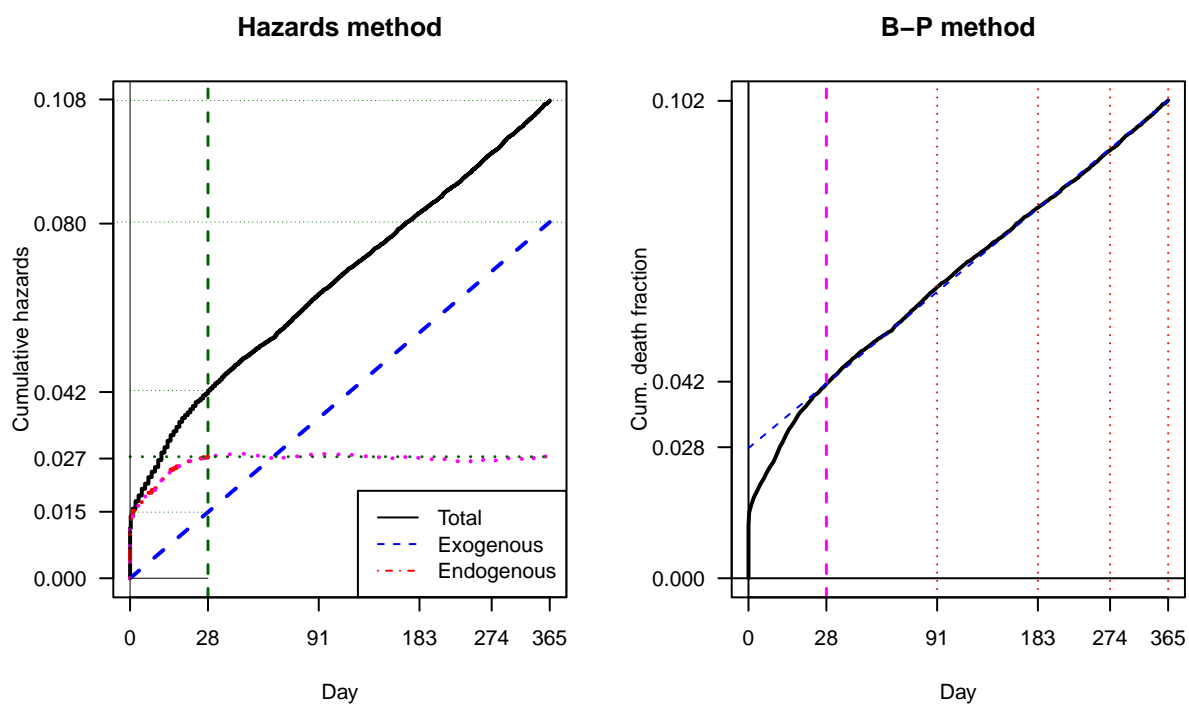 Hazards method
0.108
0.080
0.042
0.027
0.015
0.000
Cumulative hazards
Total
Exogenous
Endogenous
0 28 91 183 274 365
Day
B−P method
0.102
0.042
0.028
0.000
Cum. death fraction
0 28 91 183 274 365
Day